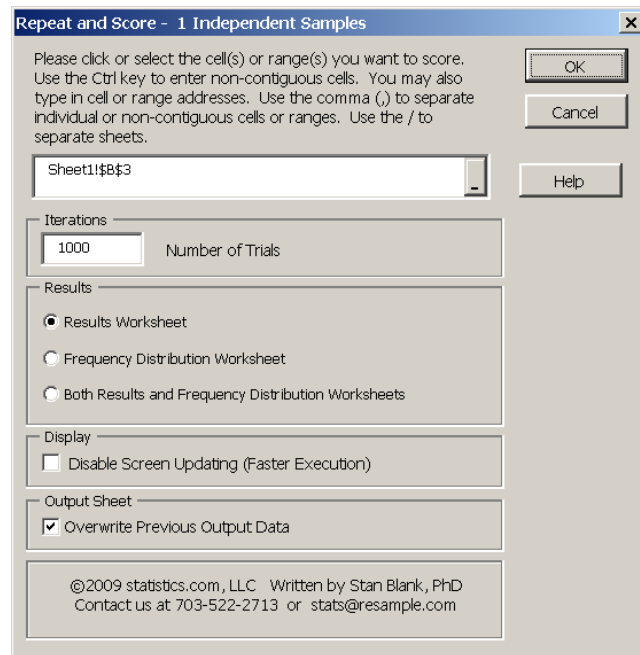 Repeat and Score - 1 Independent Samples
Please click or select the cell(s) or range(s) you want to score.
Use the Ctrl key to enter non-contiguous cells. You may also
type in cell or range addresses. Use the comma (,) to separate
individual or non-contiguous cells or ranges. Use the / to
separate sheets.
OK
Cancel
Sheet1!$B$3
Help
Iterations
1000 Number of Trials
Results
Results Worksheet
Frequency Distribution Worksheet
Both Results and Frequency Distribution Worksheets
Display
Disable Screen Updating (Faster Execution)
Output Sheet
Overwrite Previous Output Data
©2009 statistics.com, LLC Written by Stan Blank, PhD
Contact us at 703-522-2713 or stats@resample.com